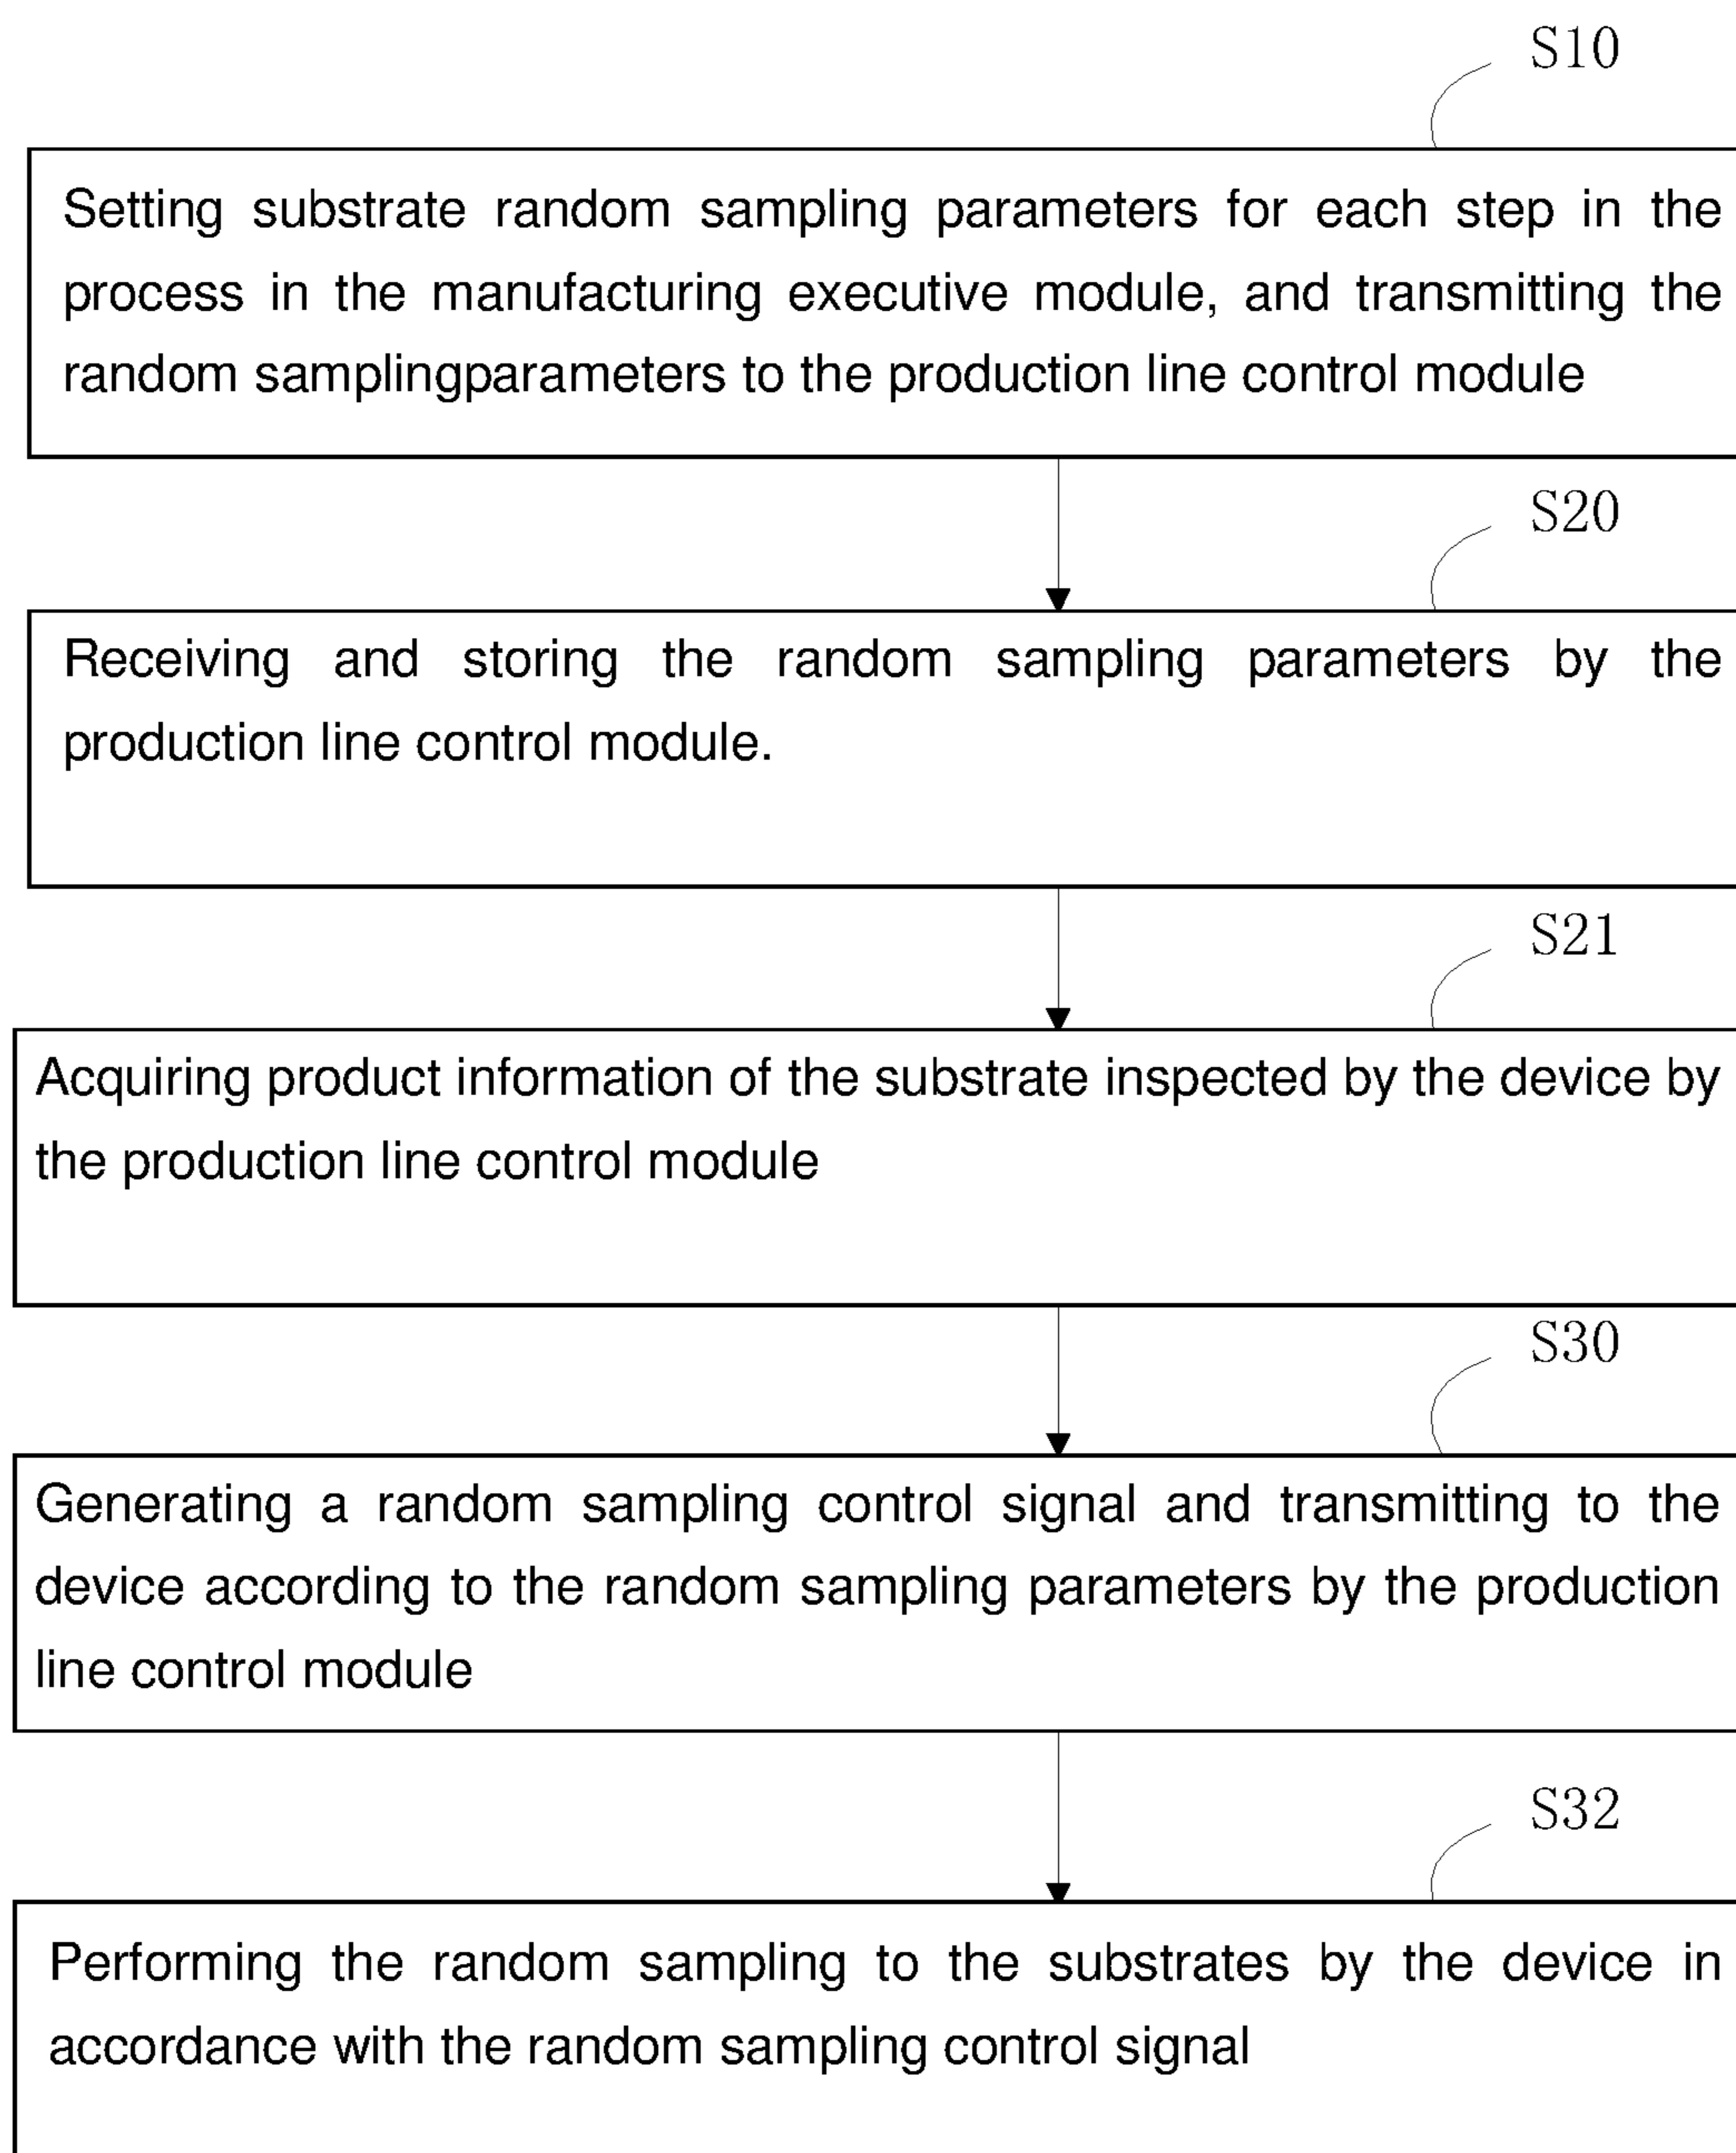 S10
Setting substrate random sampling parameters for each step in the
process in the manufacturing executive module, and transmitting the
random samplingparameters to the production line control module
S20
Receiving and storing the random sampling parameters by the
production line control module.
S21
Acquiring product information of the substrate inspected by the device by
the production line control module
S30
Generating a random sampling control signal and transmitting to the
device according to the random sampling parameters by the production
line control module
S32
Performing the random sampling to the substrates by the device in
accordance with the random sampling control signal